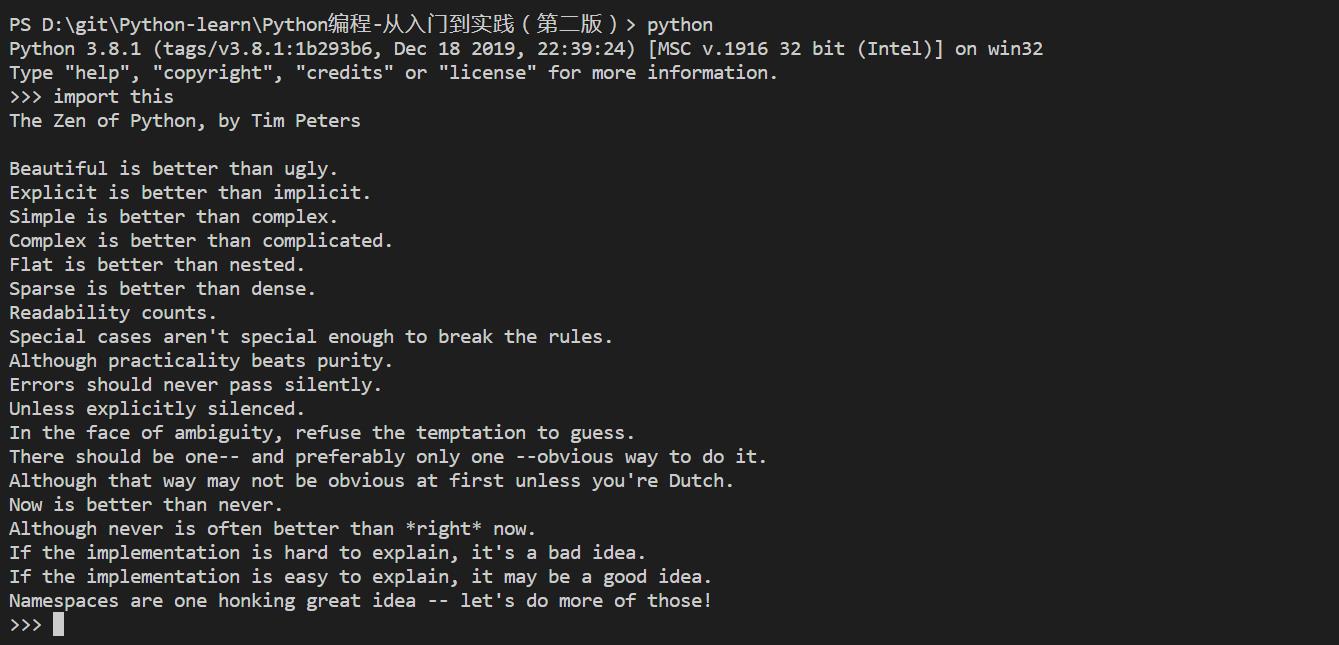 PS D:\git\Python-learn\Python编程-从入门到实践（第二版）> python
Python 3.8.1 (tags/v3.8.1:1b293b6, Dec 18 2019, 22:39:24) [MSC v.1916 32 bit (Intel)] on win32
Type "help", "copyright", "credits" or "license" for more information.
>>> import this
The Zen of Python, by Tim Peters

Beautiful is better than ugly.
Explicit is better than implicit.
Simple is better than complex.
Complex is better than complicated.
Flat is better than nested.
Sparse is better than dense.
Readability counts.
Special cases aren't special enough to break the rules.
Although practicality beats purity.
Errors should never pass silently.
Unless explicitly silenced.
In the face of ambiguity, refuse the temptation to guess.
There should be one-- and preferably only one --obvious way to do it.
Although that way may not be obvious at first unless you're Dutch.
Now is better than never.
Although never is often better than *right* now.
If the implementation is hard to explain, it's a bad idea.
If the implementation is easy to explain, it may be a good idea.
Namespaces are one honking great idea -- let's do more of those!
>>>